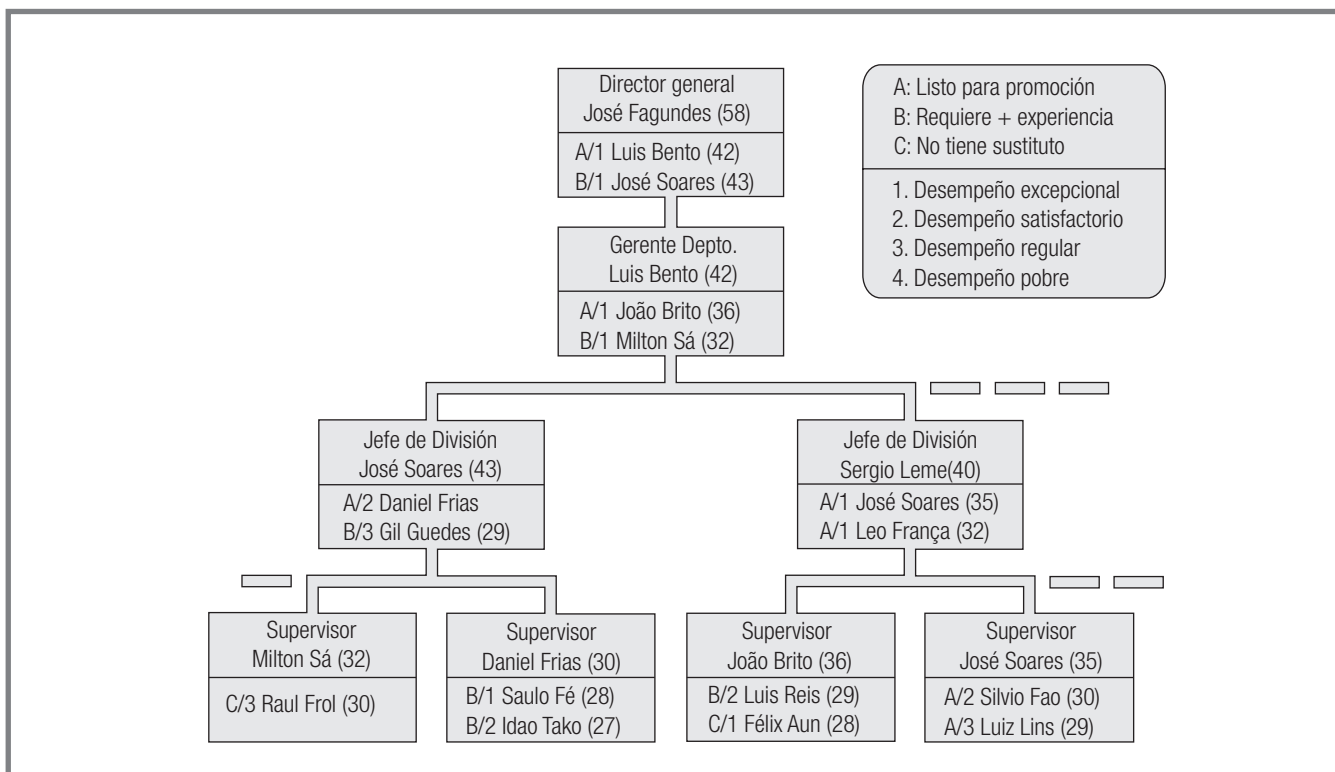 Director general
José Fagundes (58)
A/1 Luis Bento (42)
B/1 José Soares (43)
A: Listo para promoción
B: Requiere + experiencia
C: No tiene sustituto
1. Desempeño excepcional
2. Desempeño satisfactorio
3. Desempeño regular
4. Desempeño pobre
Gerente Depto.
Luis Bento (42)
A/1 João Brito (36)
B/1 Milton Sá (32)
Jefe de División
José Soares (43)
A/2 Daniel Frias
B/3 Gil Guedes (29)
Jefe de División
Sergio Leme(40)
A/1 José Soares (35)
A/1 Leo França (32)
Supervisor
Milton Sá (32)
C/3 Raul Frol (30)
Supervisor
Daniel Frias (30)
B/1 Saulo Fé (28)
B/2 Idao Tako (27)
Supervisor
João Brito (36)
B/2 Luis Reis (29)
C/1 Félix Aun (28)
Supervisor
José Soares (35)
A/2 Silvio Fao (30)
A/3 Luiz Lins (29)